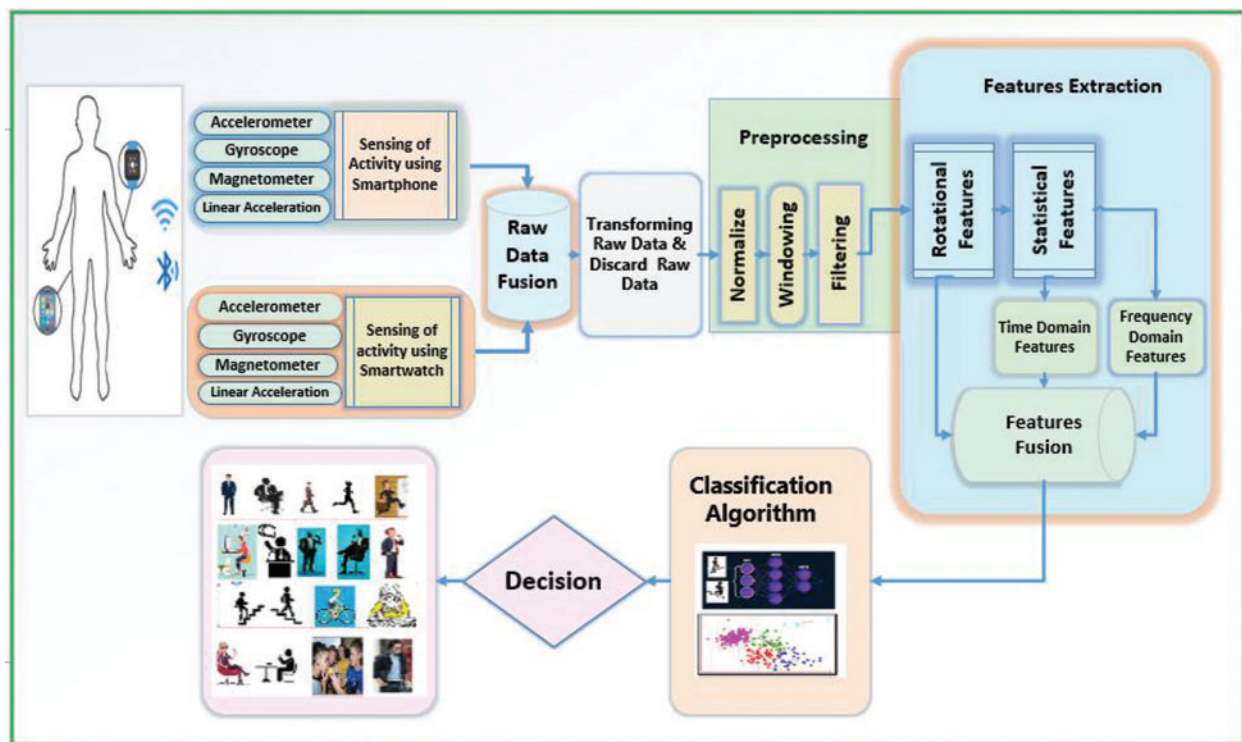 Accelerometer
Gyroscope
Magnetometer
Linear Acceleration
Sensing of
Activity using
Smartphone
Accelerometer
Gyroscope
Magnetometer
Linear Acceleration
Sensing of
activity using
Smartwatch
Raw
Data
Fusion
Transforming
Raw Data &
Discard Raw
Data
Preprocessing
Normalize
Windowing
Filtering
Features Extraction
Rotational
Features
Statistical
Features
Time Domain
Features
Frequency
Domain
Features
Features
Fusion
Classification
Algorithm
Decision